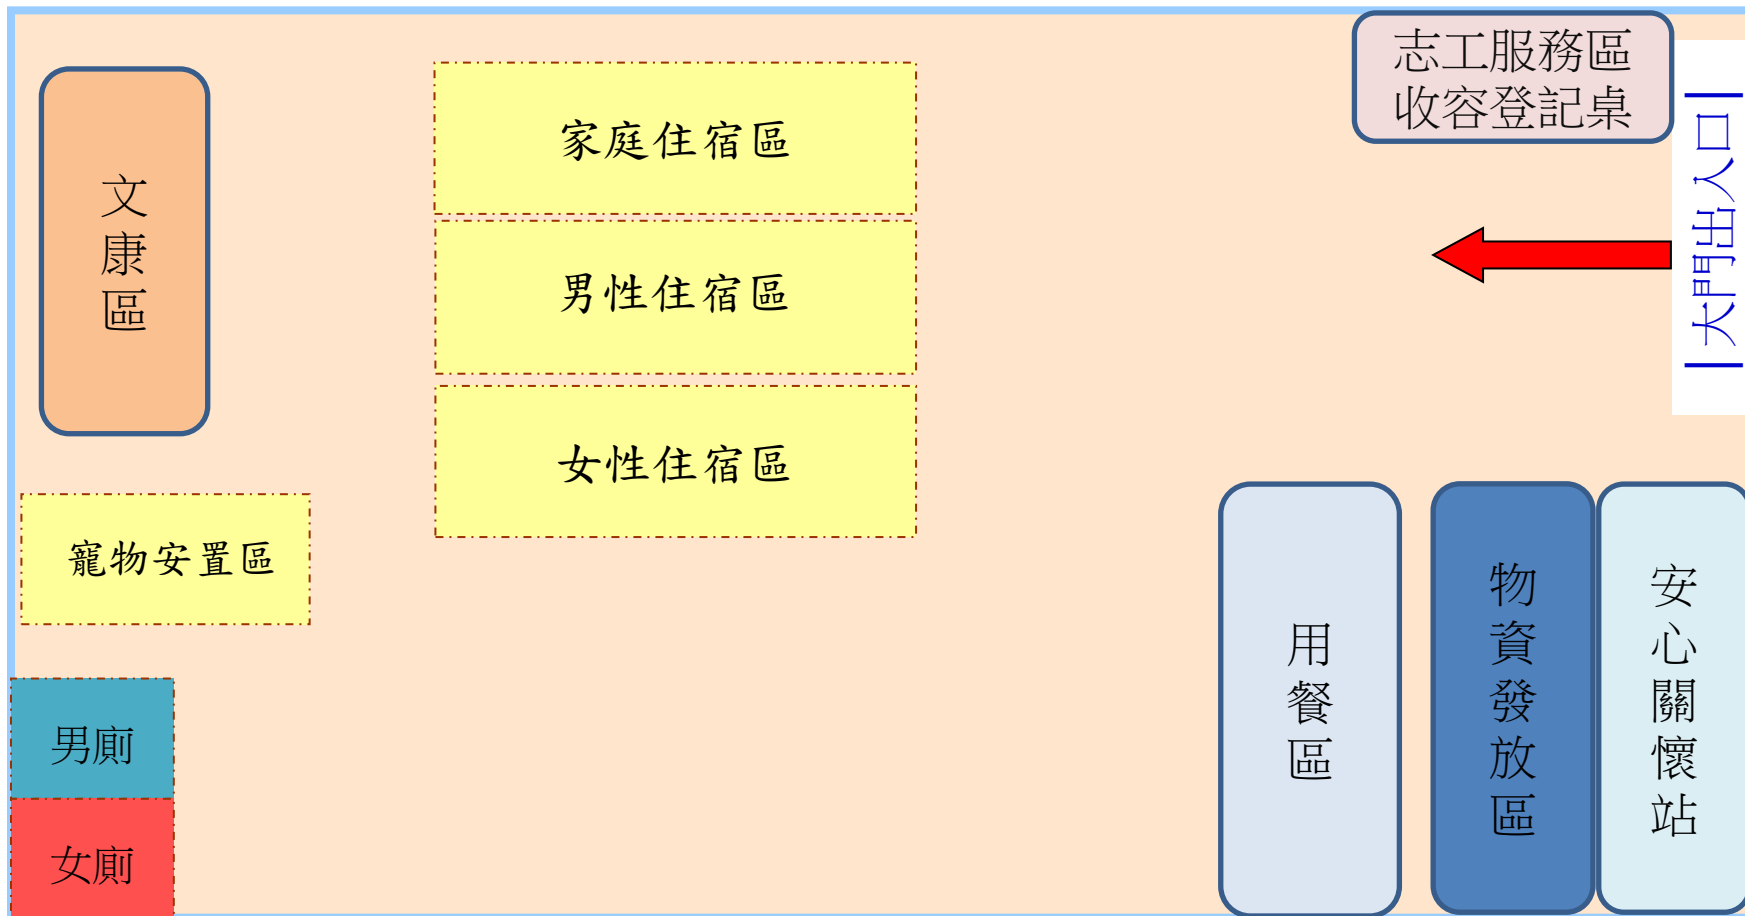 志工服務區
收容登記桌
大門出入口
文康區
家庭住宿區
男性住宿區
女性住宿區
寵物安置區
男廁
女廁
用餐區
物資發放區
安心關懷站